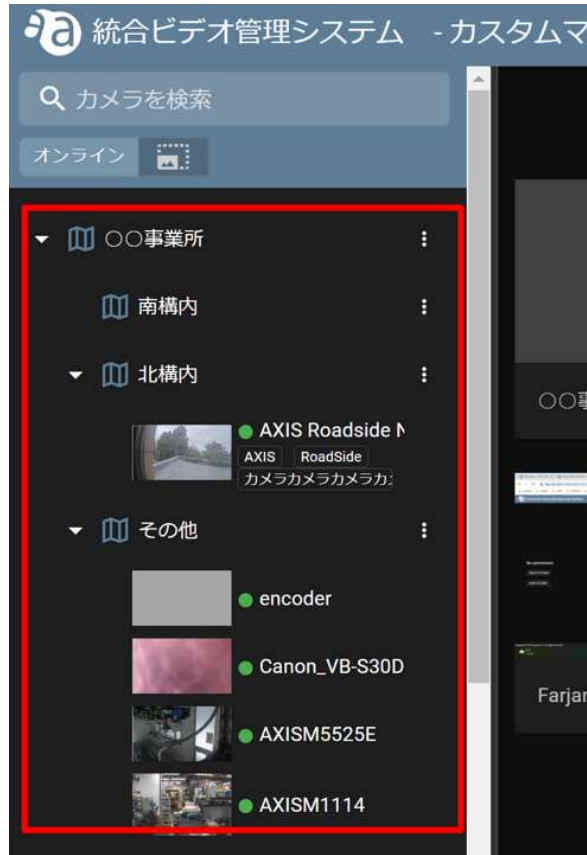 統合ビデオ管理システム - カスタムマ
カメラを検索
オンライン
○○事業所
南構内
北構内
AXIS Roadside N
AXIS RoadSide
カメラカメラカメラカ
その他
encoder
Canon_VB-S30D
AXISM5525E
AXISM1114
○○事
Farjan